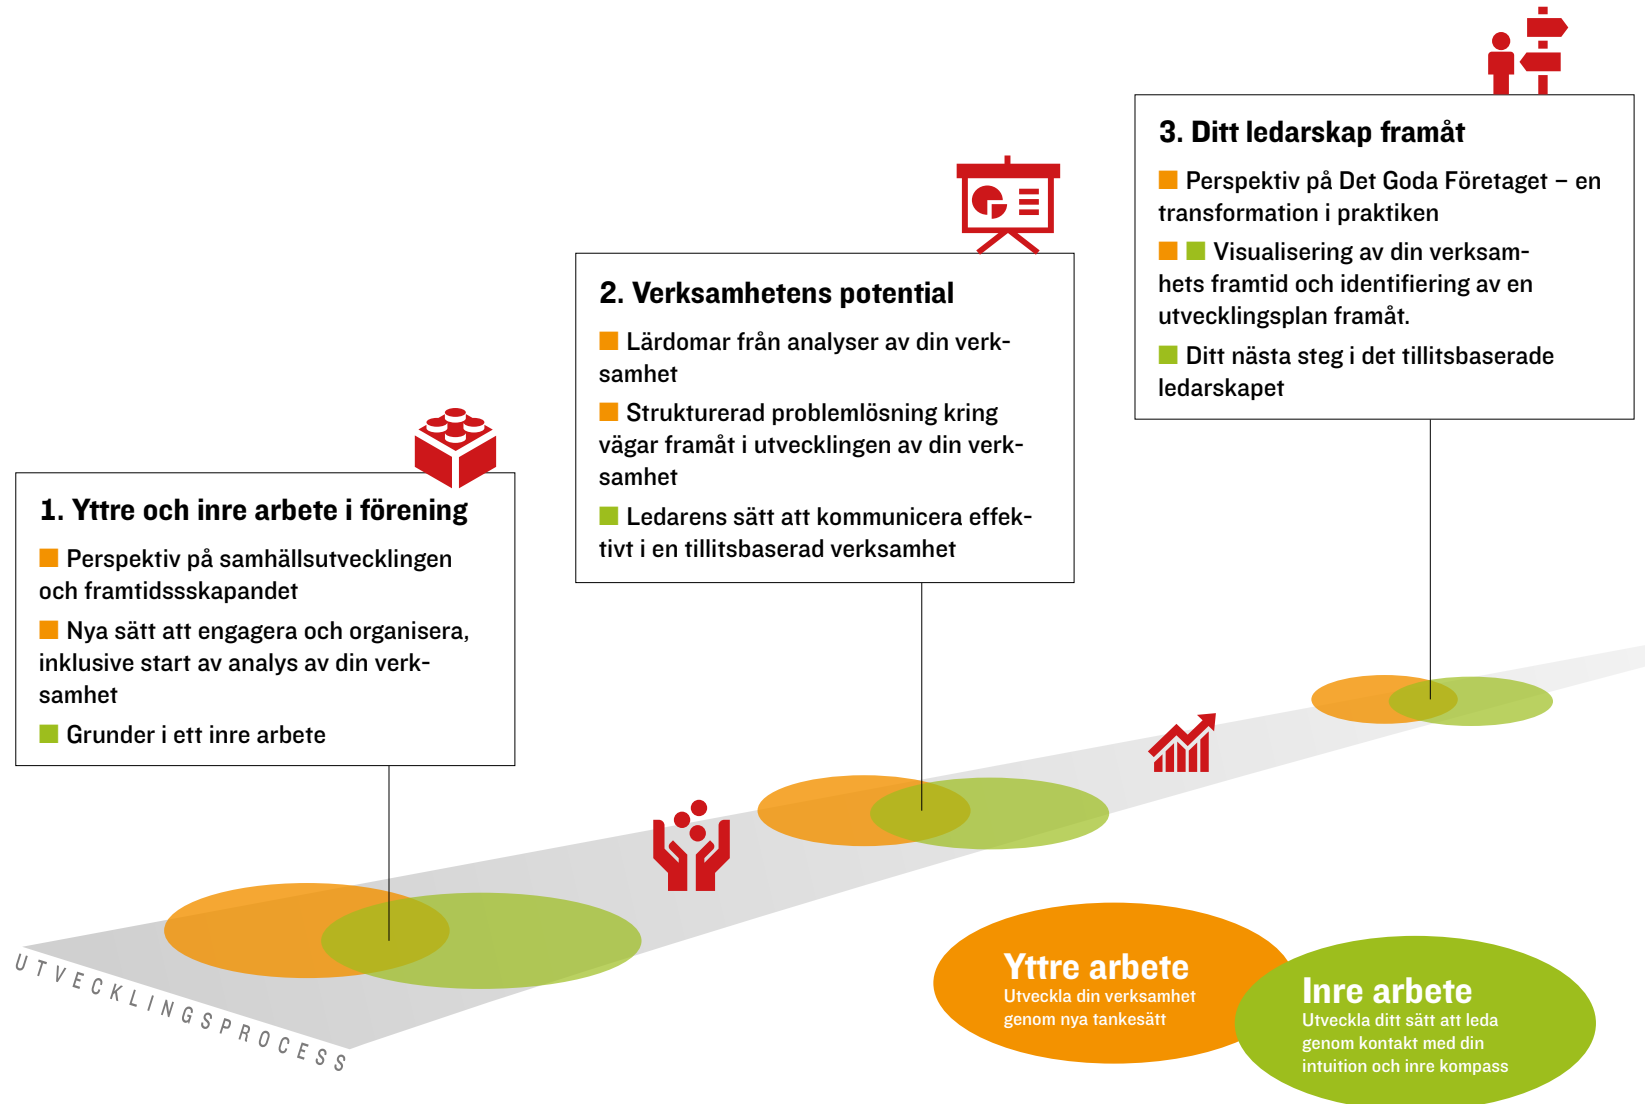 3. Ditt ledarskap framåt
Perspektiv på Det Goda Företaget – en
transformation i praktiken
Visualisering av din verksam-
hets framtid och identifiering av en
utvecklingsplan framåt.
Ditt nästa steg i det tillitsbaserade
ledarskapet
2. Verksamhetens potential
Lärdomar från analyser av din verk-
samhet
Strukturerad problemlösning kring
vägar framåt i utvecklingen av din verk-
samhet
Ledarens sätt att kommunicera effek-
tivt i en tillitsbaserad verksamhet
1. Yttre och inre arbete i förening
Perspektiv på samhällsutvecklingen
och framtidssskapandet
Nya sätt att engagera och organisera,
inklusive start av analys av din verk-
samhet
Grunder i ett inre arbete
UTVECKLINGSPROCESS
Yttre arbete
Utveckla din verksamhet
genom nya tankesätt
Inre arbete
Utveckla ditt sätt att leda
genom kontakt med din
intuition och inre kompass